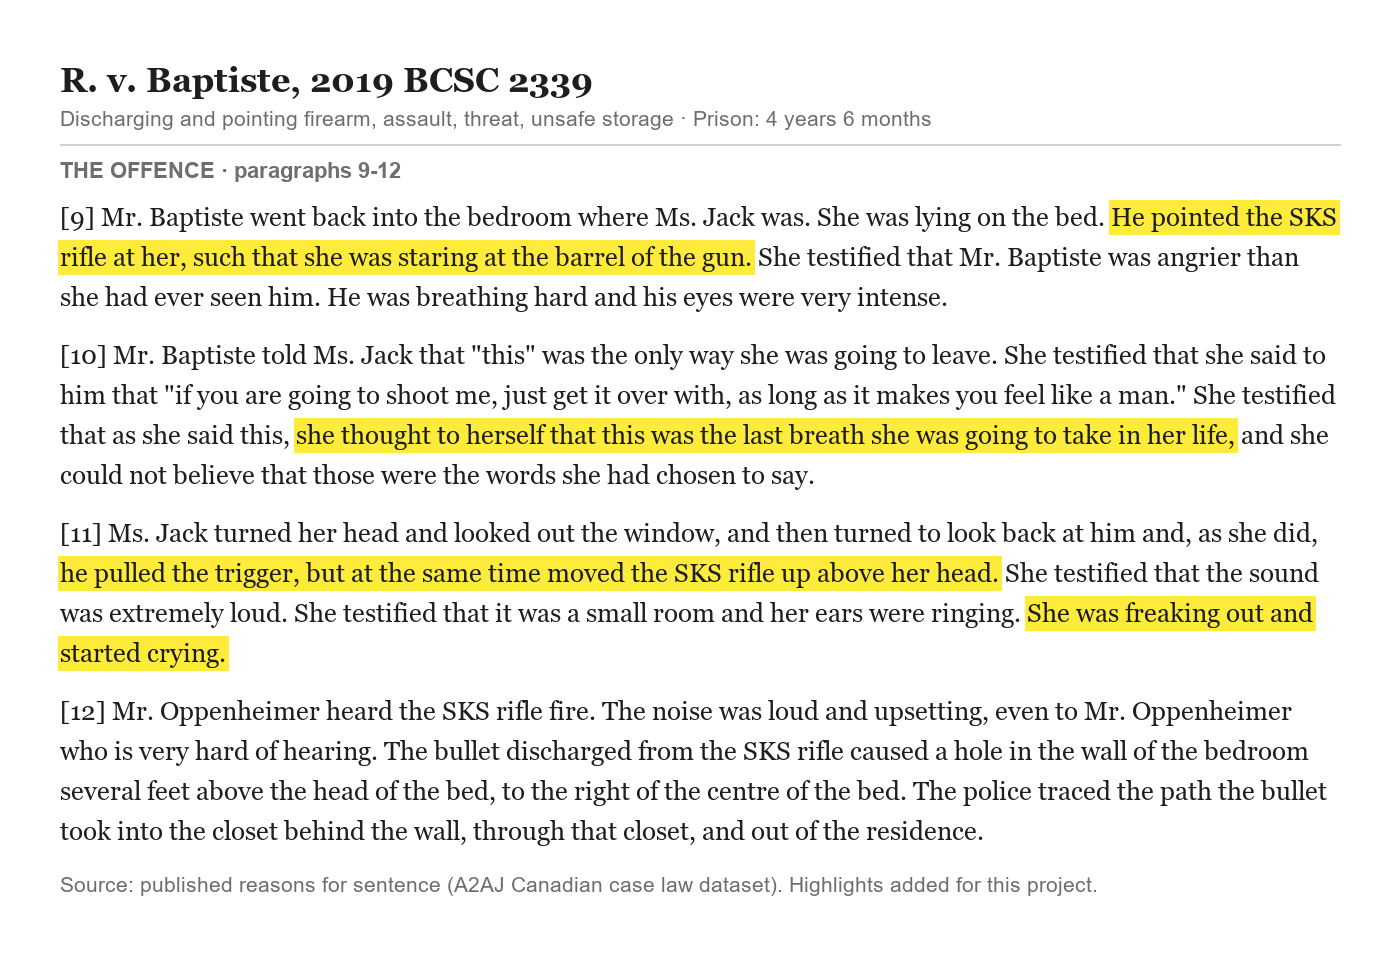 R. v. Baptiste, 2019 BCSC 2339
Discharging and pointing firearm, assault, threat, unsafe storage · Prison: 4 years 6 months
THE OFFENCE · paragraphs 9-12
[9] Mr. Baptiste went back into the bedroom where Ms. Jack was. She was lying on the bed. He pointed the SKS
rifle at her, such that she was staring at the barrel of the gun. She testified that Mr. Baptiste was angrier than
she had ever seen him. He was breathing hard and his eyes were very intense.
[10] Mr. Baptiste told Ms. Jack that "this" was the only way she was going to leave. She testified that she said to
him that "if you are going to shoot me, just get it over with, as long as it makes you feel like a man." She testified
that as she said this, she thought to herself that this was the last breath she was going to take in her life, and she
could not believe that those were the words she had chosen to say.
[11] Ms. Jack turned her head and looked out the window, and then turned to look back at him and, as she did,
he pulled the trigger, but at the same time moved the SKS rifle up above her head. She testified that the sound
was extremely loud. She testified that it was a small room and her ears were ringing. She was freaking out and
started crying.
[12] Mr. Oppenheimer heard the SKS rifle fire. The noise was loud and upsetting, even to Mr. Oppenheimer
who is very hard of hearing. The bullet discharged from the SKS rifle caused a hole in the wall of the bedroom
several feet above the head of the bed, to the right of the centre of the bed. The police traced the path the bullet
took into the closet behind the wall, through that closet, and out of the residence.
Source: published reasons for sentence (A2AJ Canadian case law dataset). Highlights added for this project.